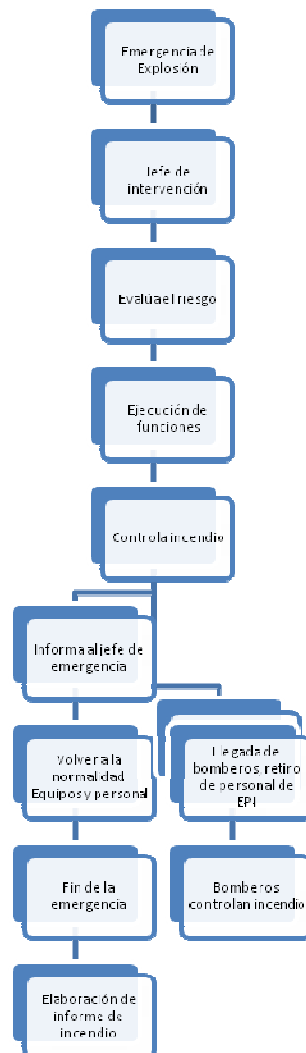 Emergencia de
Explosión
Jefe de
intervención
Evalúa el riesgo
Ejecución de
funciones
Controla incendio
Informa al jefe de
emergencia
Volver a la
normalidad
Equipos y personal
Llegada de
bomberos, retiro
de personal de
EPI
Fin de la
emergencia
Bomberos
controlan incendio
Elaboración de
informe de
incendio